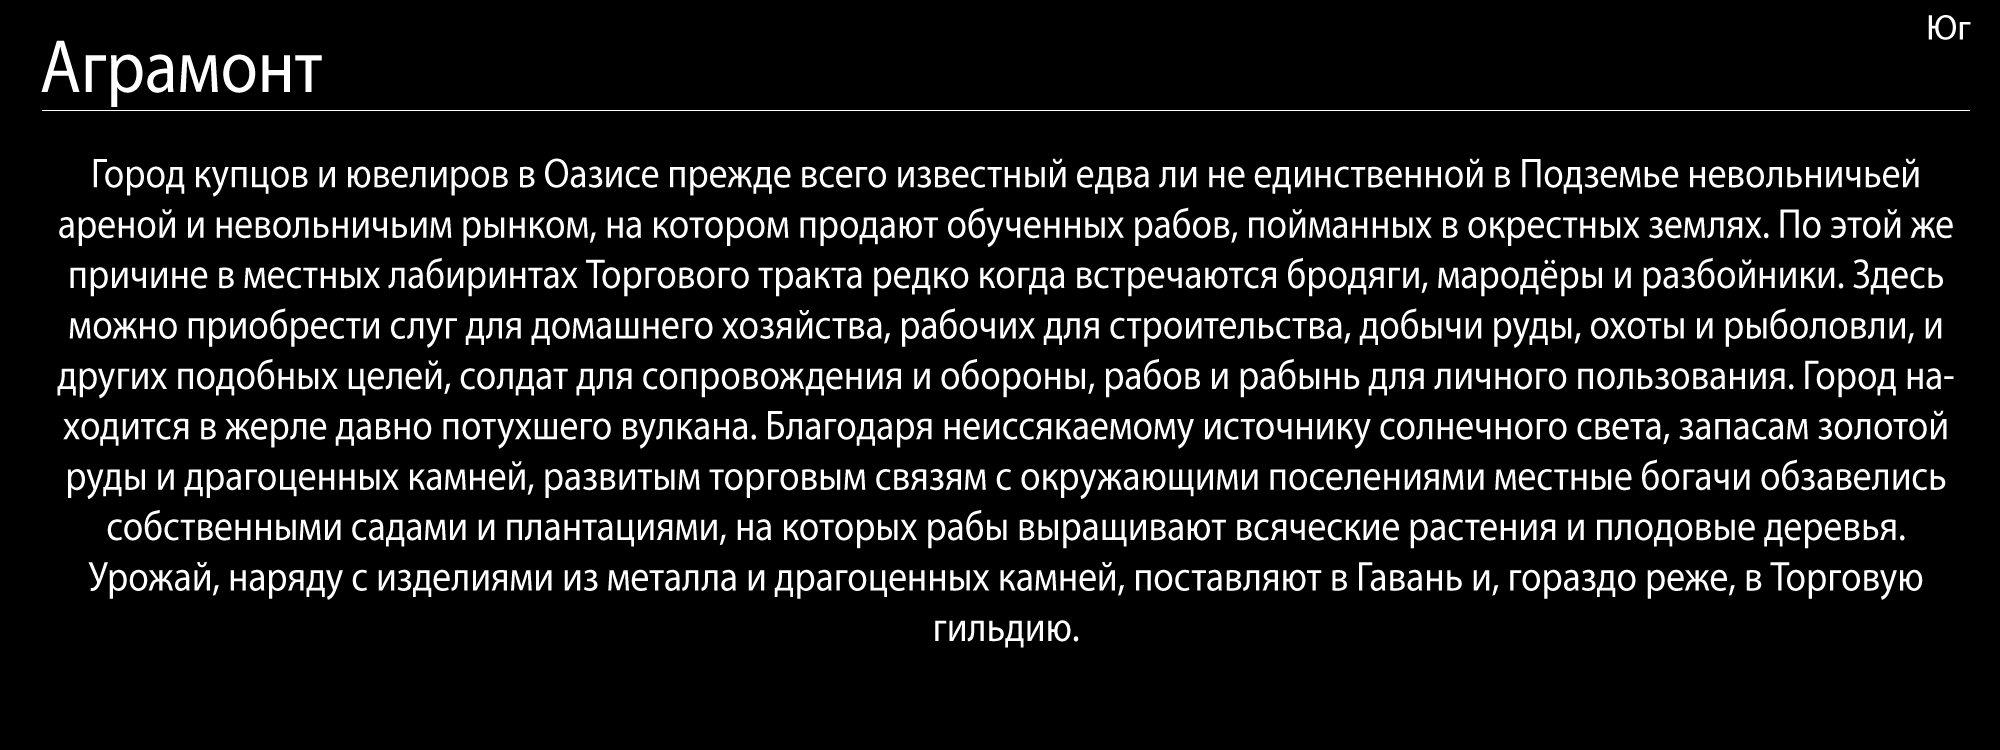 Юг
Аграмонт
Город купцов и ювелиров в Оазисе прежде всего известный едва ли не единственной в Подземье невольничьей
ареной и невольничьим рынком, на котором продают обученных рабов, пойманных в окрестных землях. По этой же
причине в местных лабиринтах Торгового тракта редко когда встречаются бродяги, мародёры и разбойники. Здесь
можно приобрести слуг для домашнего хозяйства, рабочих для строительства, добычи руды, охоты и рыболовли, и
других подобных целей, солдат для сопровождения и обороны, рабов и рабынь для личного пользования. Город на-
ходится в жерле давно потухшего вулкана. Благодаря неиссякаемому источнику солнечного света, запасам золотой
руды и драгоценных камней, развитым торговым связям с окружающими поселениями местные богачи обзавелись
собственными садами и плантациями, на которых рабы выращивают всяческие растения и плодовые деревья.
Урожай, наряду с изделиями из металла и драгоценных камней, поставляют в Гавань и, гораздо реже, в Торговую
гильдию.